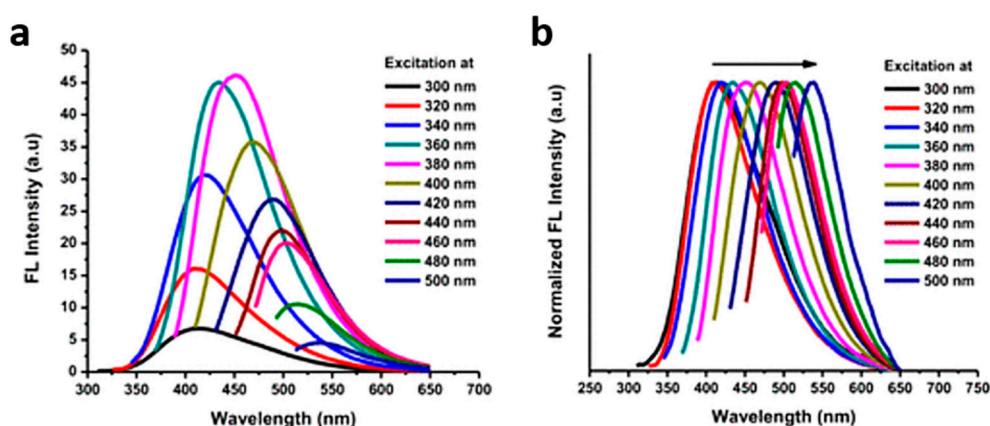 a
50
45
40
35
30
25
20
15
10
5
0
FL Intensity (a.u)
300
350
400
450
500
550
600
650
700
Wavelength (nm)
Excitation at
300 nm
320 nm
340 nm
360 nm
380 nm
400 nm
420 nm
440 nm
460 nm
480 nm
500 nm
b
Normalized FL Intensity (a.u)
250
300
350
400
450
500
550
600
650
700
750
Wavelength (nm)
Excitation at
300 nm
320 nm
340 nm
360 nm
380 nm
400 nm
420 nm
440 nm
460 nm
480 nm
500 nm